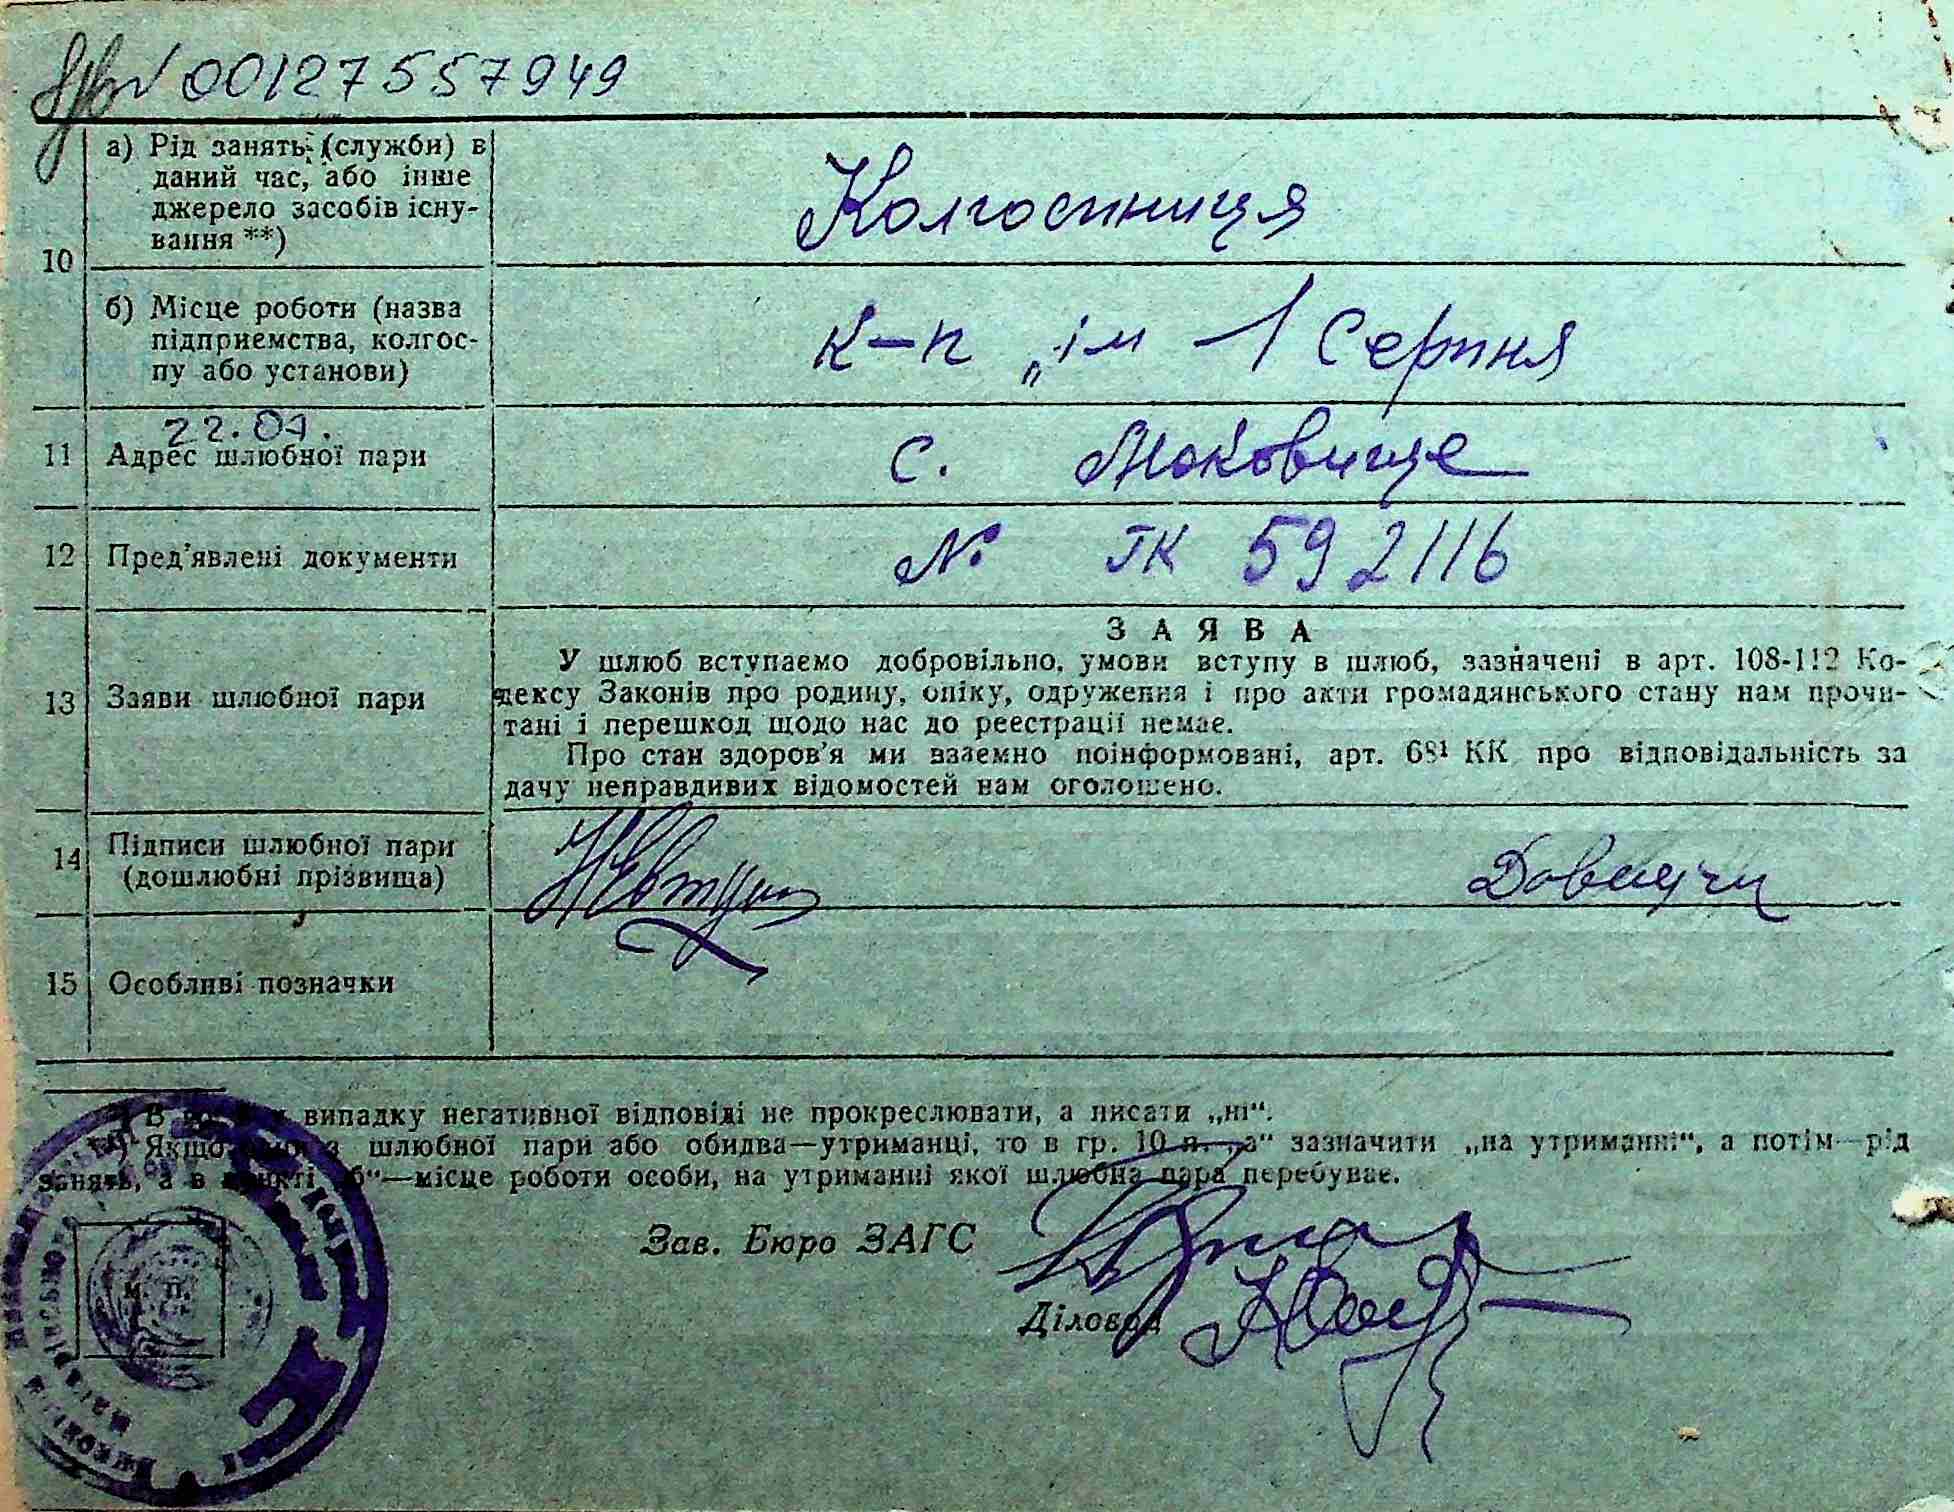 00127557949
10
а) Рід занять (служби) в
даний час, або інше
джерело засобів існу-
вання **)
Колгоспниця
б) Місце роботи (назва
підприємства, колгос-
пу або установи)
к-п „ім 1 Серпня
22.01.
11 Адрес шлюбної пари
с. Маковище
12 Пред'явлені документи
№ ГК 592116
13 Заяви шлюбної пари
ЗАЯВА
У шлюб вступаємо добровільно, умови вступу в шлюб, зазначені в арт. 108-112 Ко-
дексу Законів про родину, опіку, одруження і про акти громадянського стану нам прочи-
тані і перешкод щодо нас до реєстрації немає.
Про стан здоров'я ми взаємно поінформовані, арт. 68¹ КК про відповідальність за
дачу неправдивих відомостей нам оголошено.
14 Підписи шлюбної пари
(дошлюбні прізвища)
15 Особливі позначки
В випадку негативної відповіді не прокреслювати, а писати „ні“.
Якщо шлюбної пари або обидва—утриманці, то в гр. 10 п. „а“ зазначити „на утриманні“, а потім—рід
занять, а в пункті „б“—місце роботи особи, на утриманні якої шлюбна пара перебуває.
Зав. Бюро ЗАГС
Діловод
М. П.